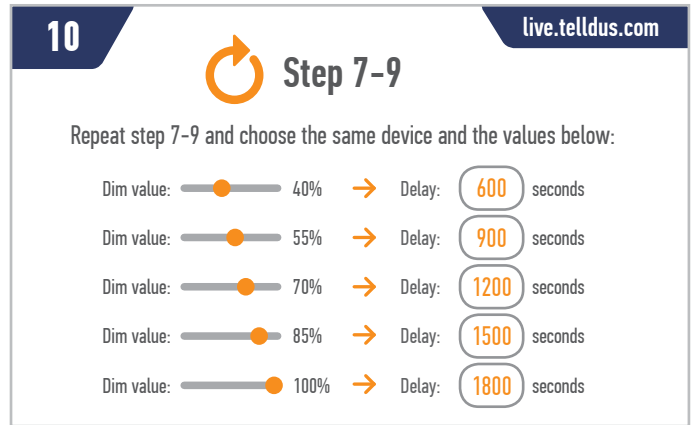 10
live.telldus.com
Step 7-9
Repeat step 7-9 and choose the same device and the values below:
Dim value: 40% → Delay: 600 seconds
Dim value: 55% → Delay: 900 seconds
Dim value: 70% → Delay: 1200 seconds
Dim value: 85% → Delay: 1500 seconds
Dim value: 100% → Delay: 1800 seconds